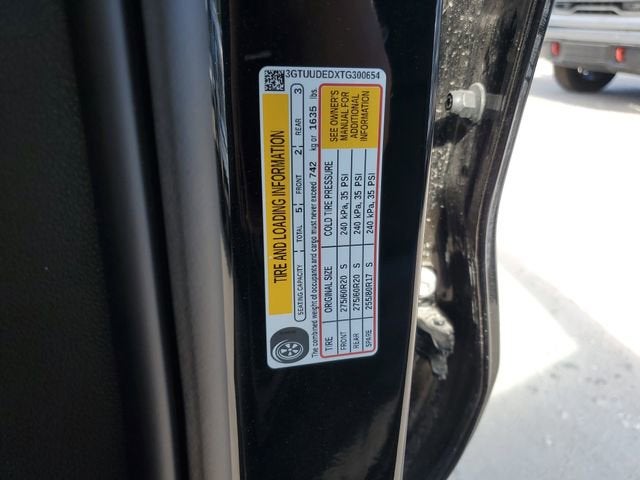 3GTUUDEDXTG300654
TIRE AND LOADING INFORMATION
SEATING CAPACITY TOTAL 5 FRONT 2 REAR 3
The combined weight of occupants and cargo must never exceed 742 kg or 1635 lbs.
TIRE ORIGINAL SIZE COLD TIRE PRESSURE
FRONT 275/60R20 S 240 kPa, 35 PSI
REAR 275/60R20 S 240 kPa, 35 PSI
SPARE 255/80R17 S 240 kPa, 35 PSI
SEE OWNER'S
MANUAL FOR
ADDITIONAL
INFORMATION